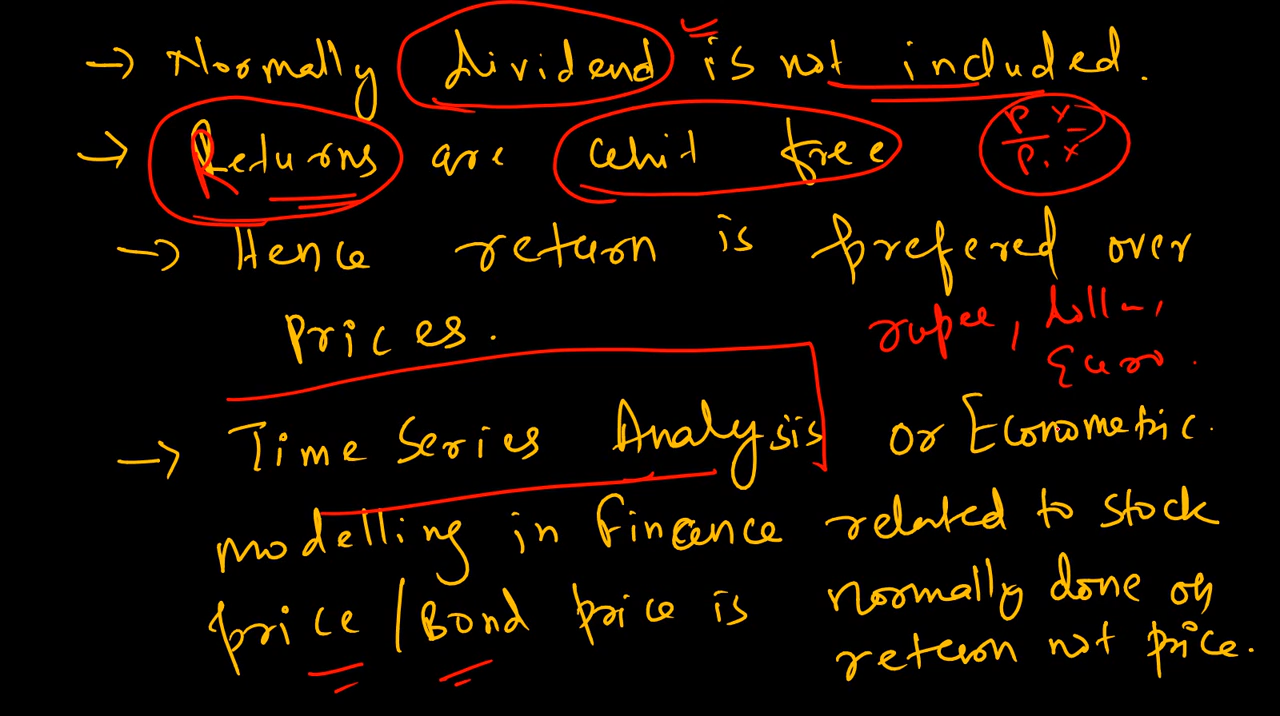 → Normally dividend is not included.
→ Returns are unit free
→ Hence return is prefered over
Prices.
rupee,
Euro.
→ Time Series Analysis or Econometric.
modelling in Finance related to stock
price / Bond price is normally done on
return not price.